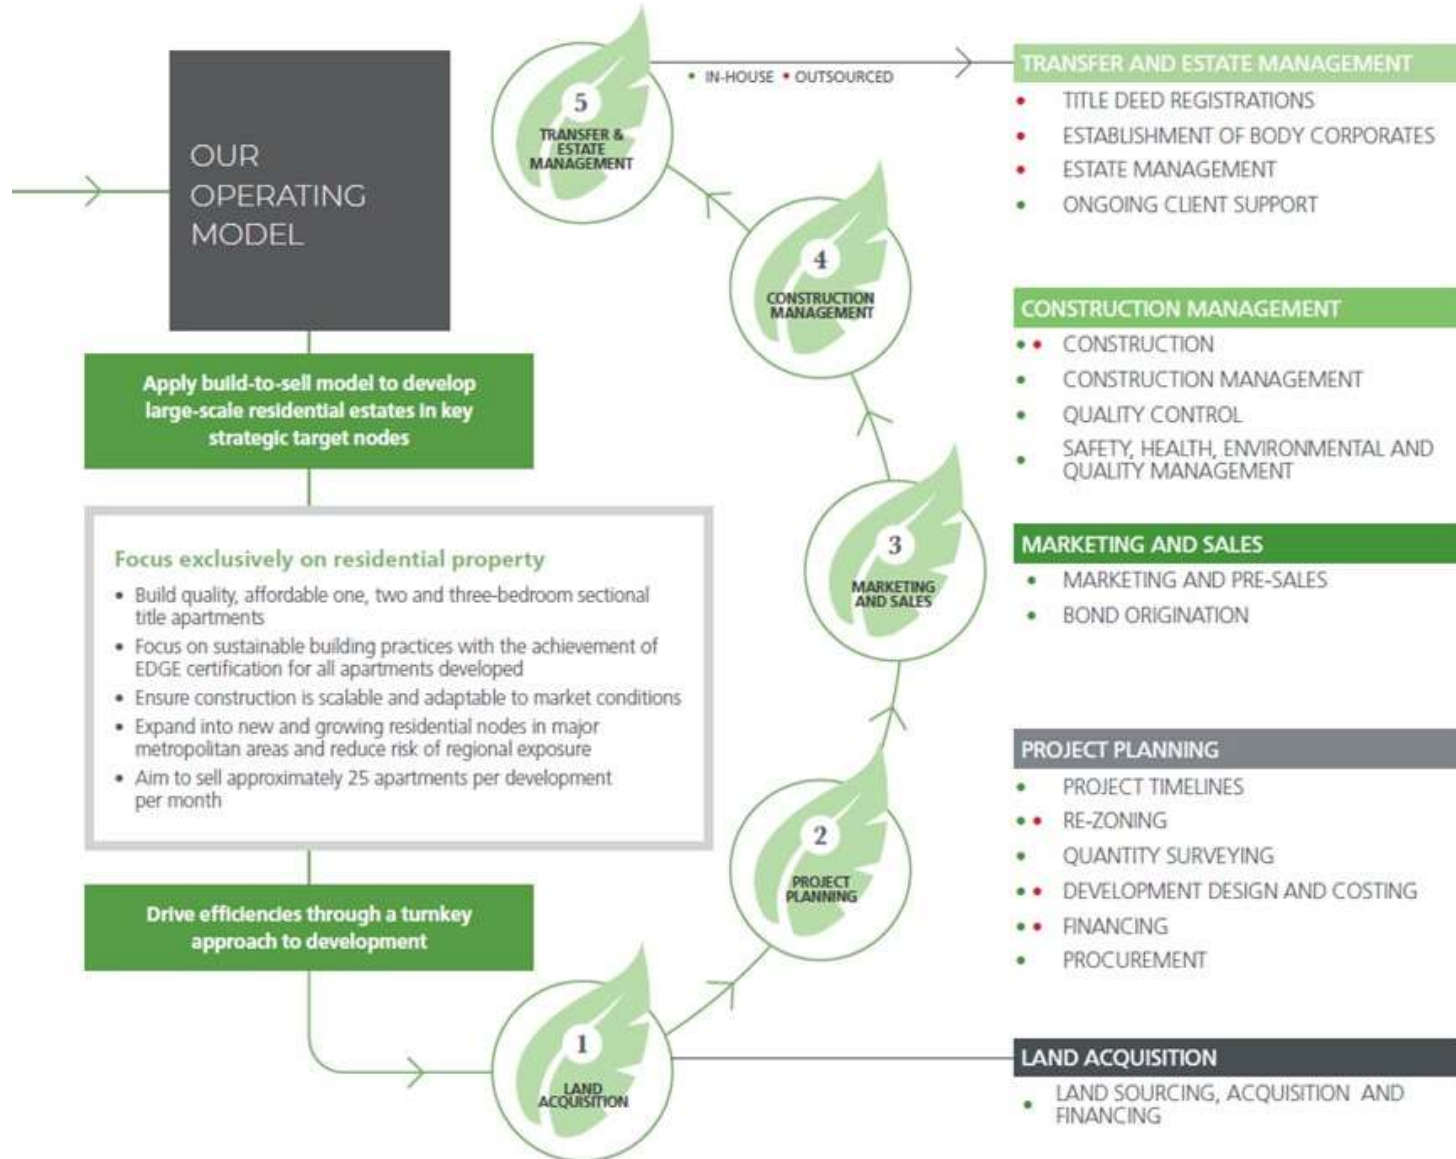 OUR
OPERATING
MODEL
Apply build-to-sell model to develop
large-scale residential estates in key
strategic target nodes
Focus exclusively on residential property
• Build quality, affordable one, two and three-bedroom sectional
title apartments
• Focus on sustainable building practices with the achievement of
EDGE certification for all apartments developed
• Ensure construction is scalable and adaptable to market conditions
• Expand into new and growing residential nodes in major
metropolitan areas and reduce risk of regional exposure
• Aim to sell approximately 25 apartments per development
per month
Drive efficiencies through a turnkey
approach to development
1
LAND
ACQUISITION
2
PROJECT
PLANNING
3
MARKETING
AND SALES
4
CONSTRUCTION
MANAGEMENT
5
TRANSFER &
ESTATE
MANAGEMENT
• IN-HOUSE • OUTSOURCED
TRANSFER AND ESTATE MANAGEMENT
• TITLE DEED REGISTRATIONS
• ESTABLISHMENT OF BODY CORPORATES
• ESTATE MANAGEMENT
• ONGOING CLIENT SUPPORT
CONSTRUCTION MANAGEMENT
• • CONSTRUCTION
• CONSTRUCTION MANAGEMENT
• QUALITY CONTROL
• SAFETY, HEALTH, ENVIRONMENTAL AND
QUALITY MANAGEMENT
MARKETING AND SALES
• MARKETING AND PRE-SALES
• BOND ORIGINATION
PROJECT PLANNING
• PROJECT TIMELINES
• • RE-ZONING
• QUANTITY SURVEYING
• • DEVELOPMENT DESIGN AND COSTING
• • FINANCING
• PROCUREMENT
LAND ACQUISITION
• LAND SOURCING, ACQUISITION AND
FINANCING